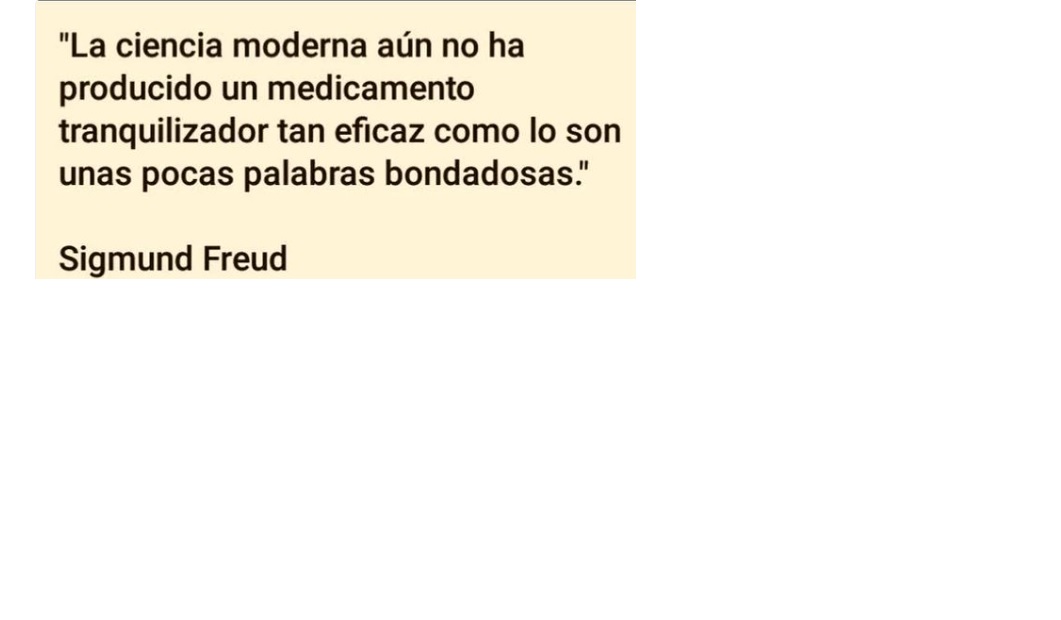 "La ciencia moderna aún no ha
producido un medicamento
tranquilizador tan eficaz como lo son
unas pocas palabras bondadosas."
Sigmund Freud